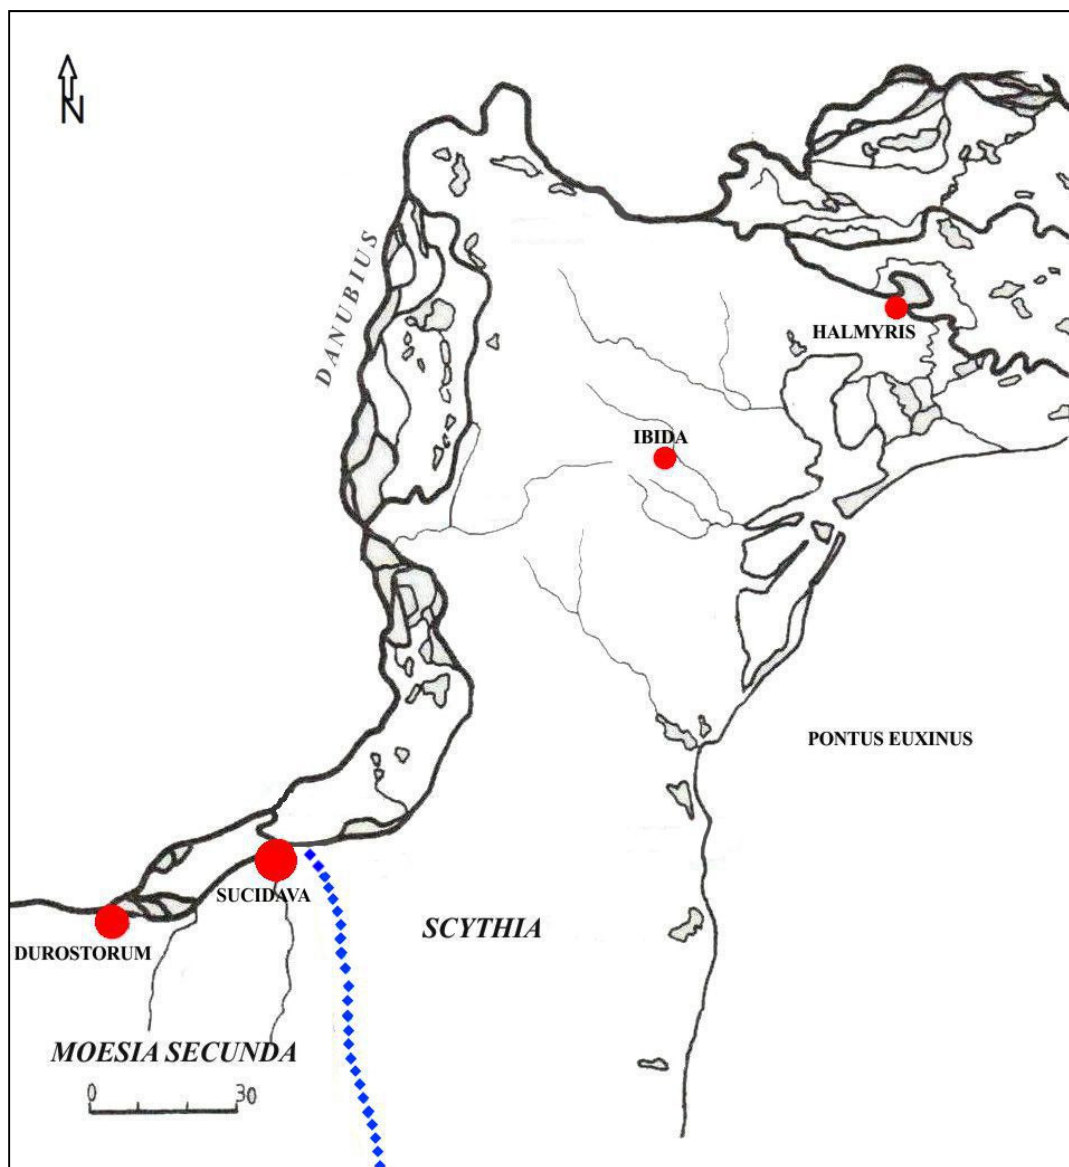 N
DANUBIUS
HALMYRIS
IBIDA
PONTUS EUXINUS
SUCIDAVA
SCYTHIA
DUROSTORUM
MOESIA SECUNDA
0 30